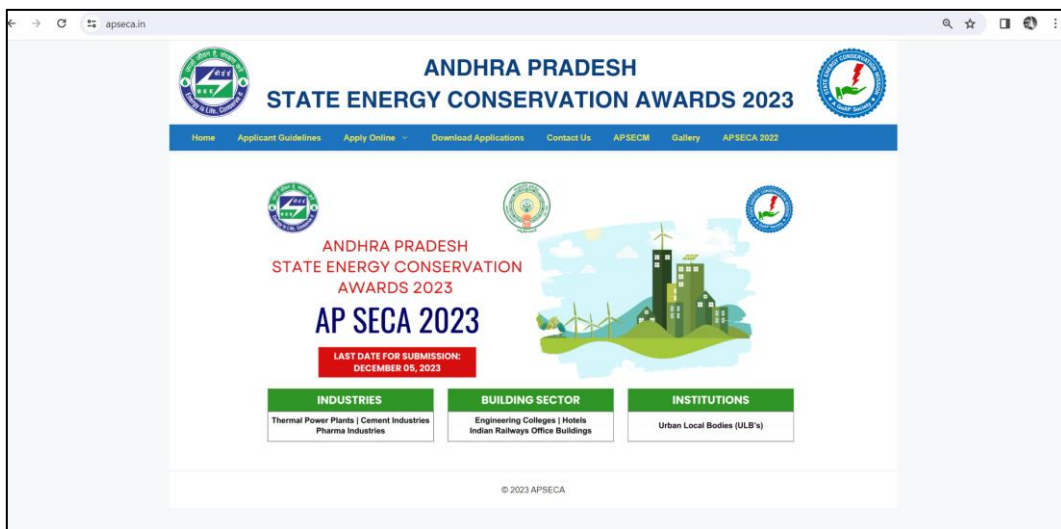 apseca.in
ANDHRA PRADESH
STATE ENERGY CONSERVATION AWARDS 2023
Home Applicant Guidelines Apply Online Download Applications Contact Us APSECM Gallery APSECA 2022
ANDHRA PRADESH
STATE ENERGY CONSERVATION
AWARDS 2023
AP SECA 2023
LAST DATE FOR SUBMISSION:
DECEMBER 05, 2023
INDUSTRIES
Thermal Power Plants | Cement Industries
Pharma Industries
BUILDING SECTOR
Engineering Colleges | Hotels
Indian Railways Office Buildings
INSTITUTIONS
Urban Local Bodies (ULB's)
© 2023 APSECA